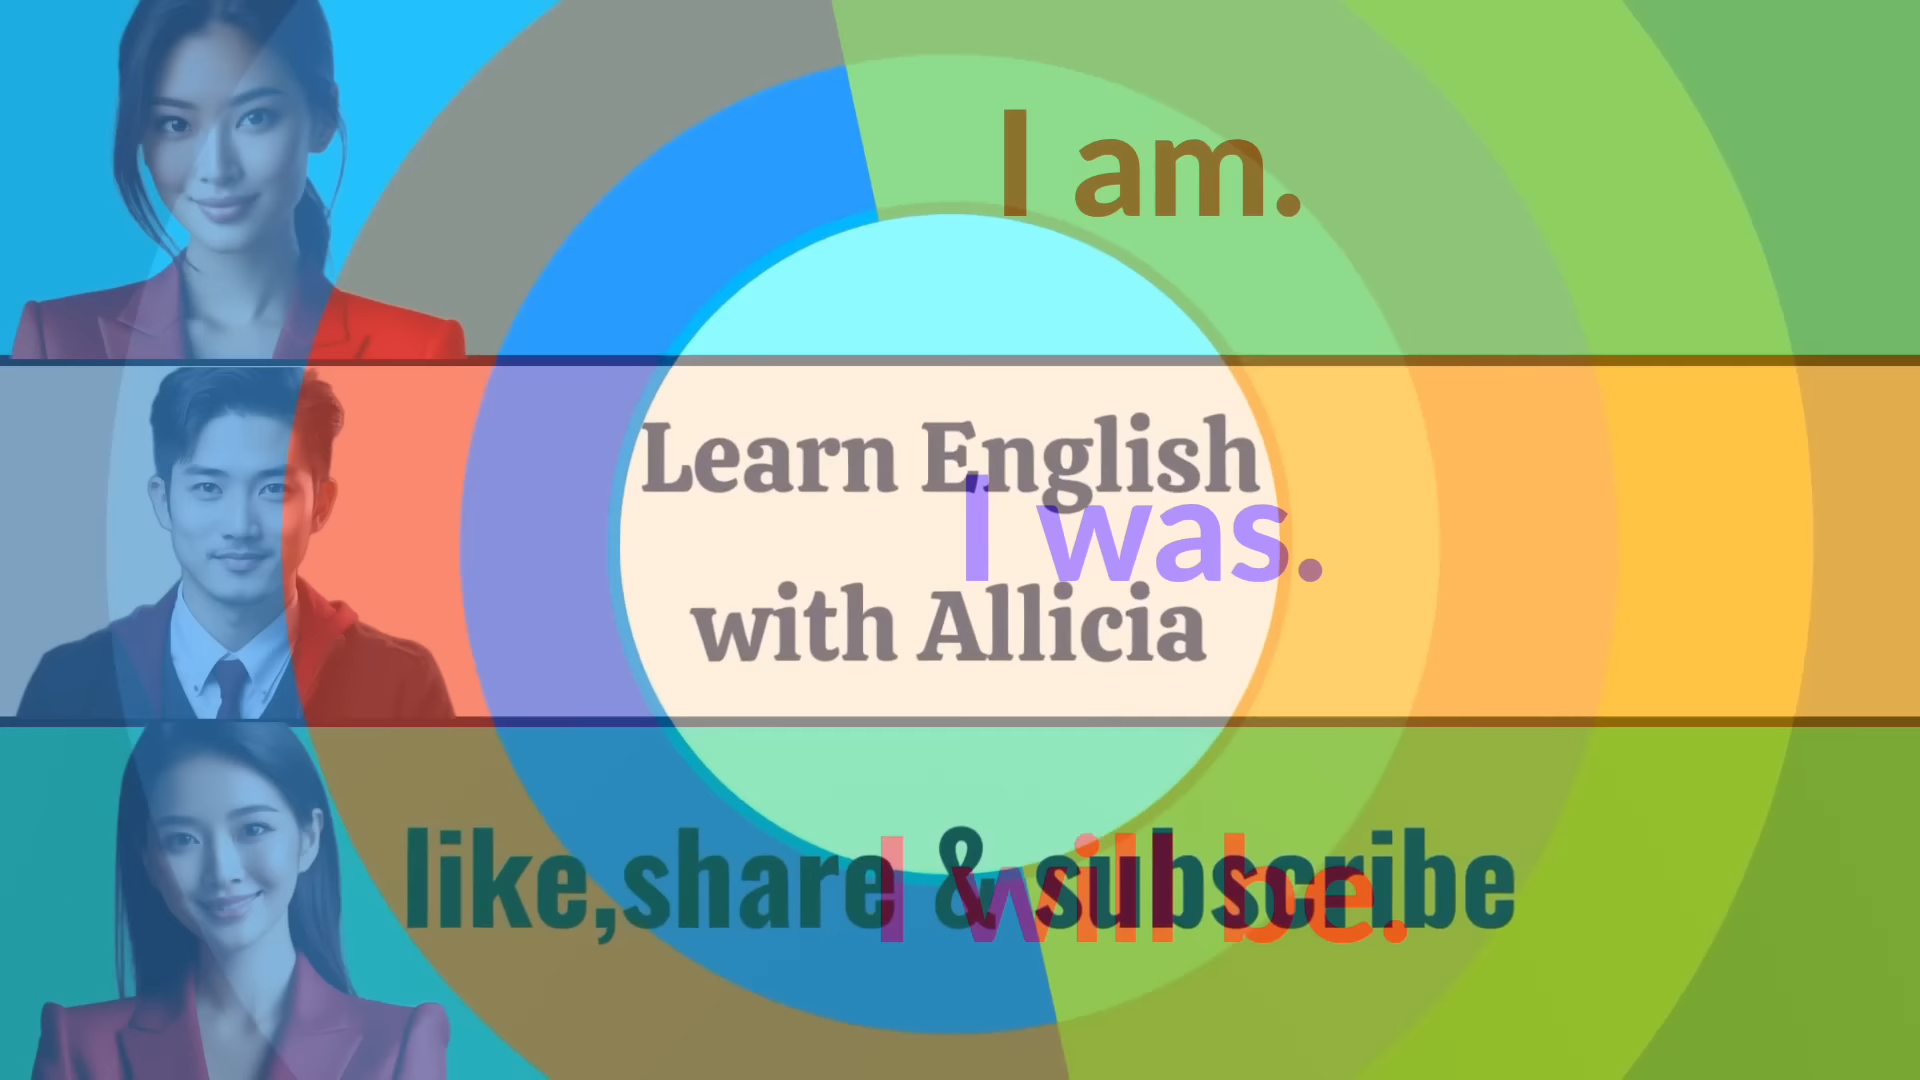 I am.
Learn English
I was.
with Allicia
like,share & subscribe
I will be.